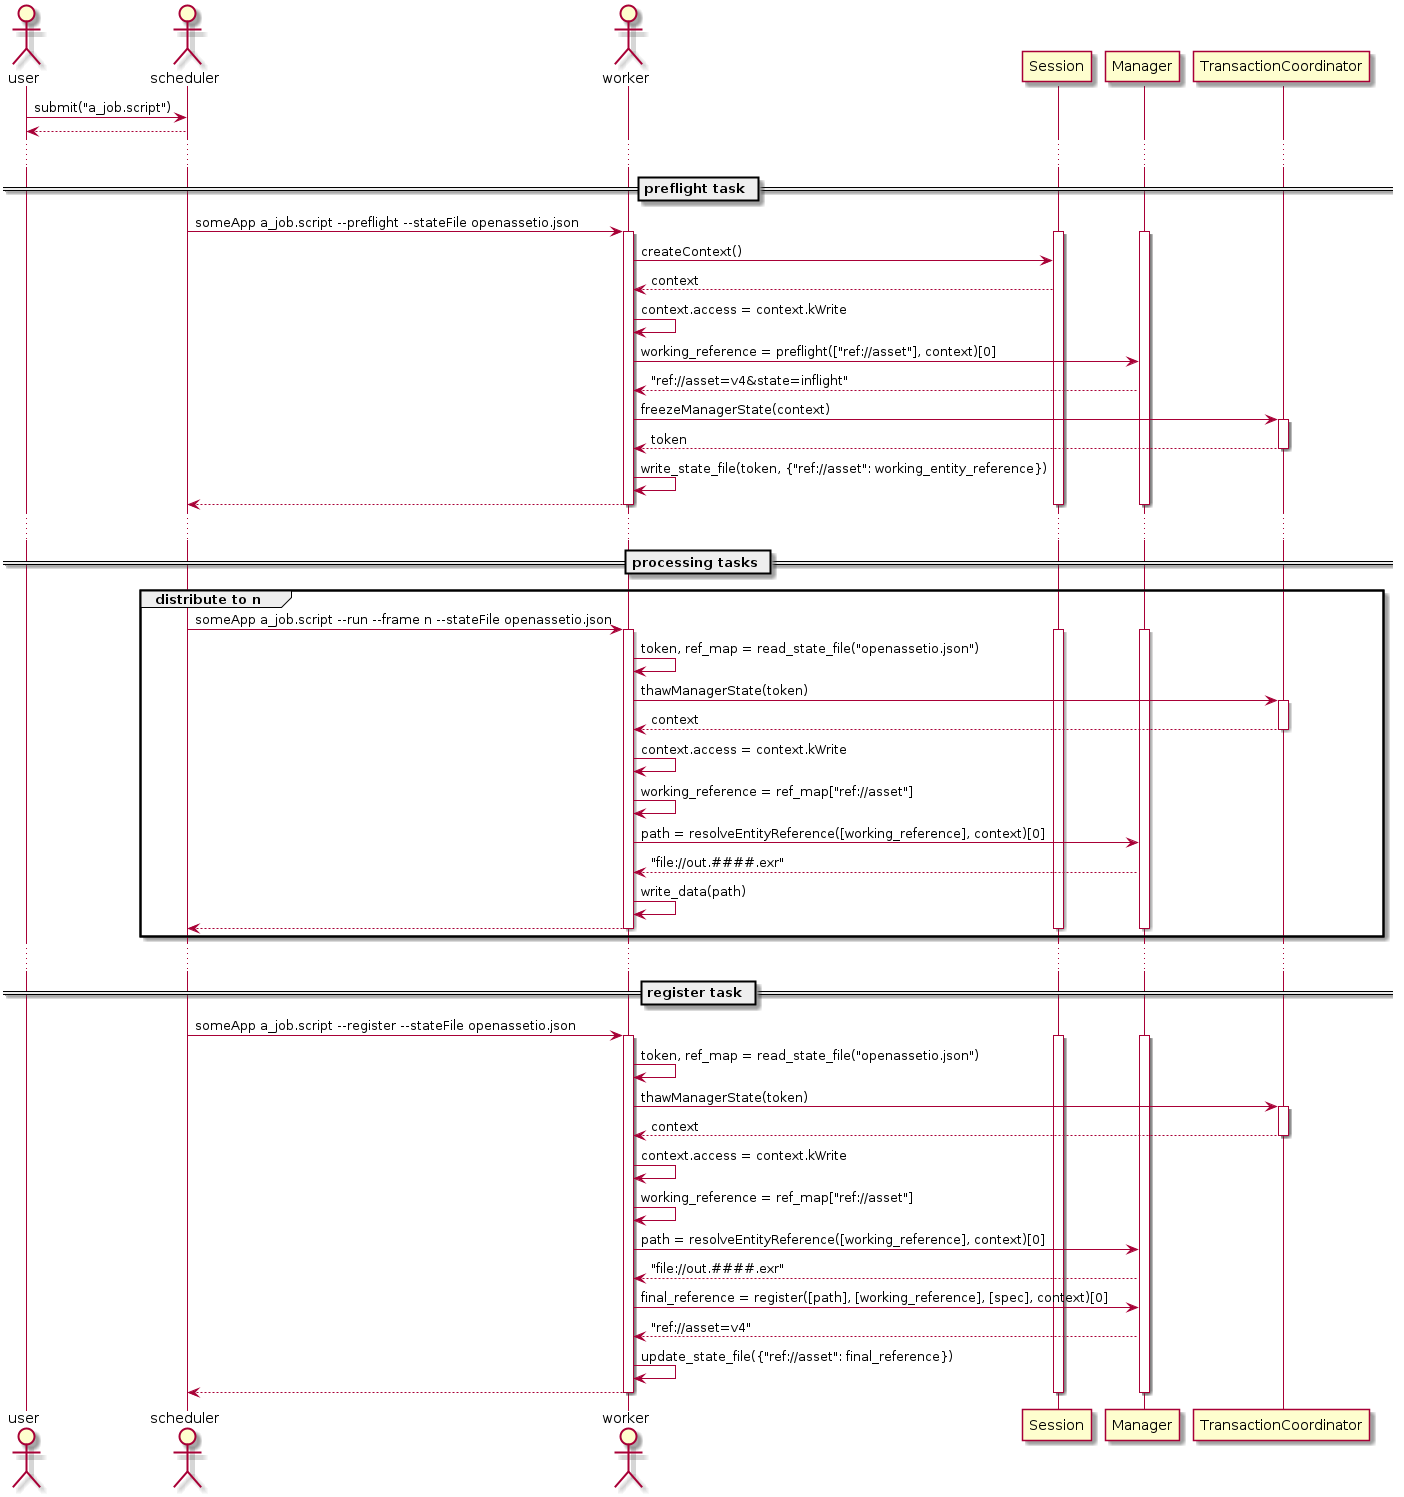 user
scheduler
worker
Session
Manager
TransactionCoordinator
submit("a_job.script")
preflight task
someApp a_job.script --preflight --stateFile openassetio.json
createContext()
context
context.access = context.kWrite
working_reference = preflight(["ref://asset"], context)[0]
"ref://asset=v4&state=inflight"
freezeManagerState(context)
token
write_state_file(token, {"ref://asset": working_entity_reference})
processing tasks
distribute to n
someApp a_job.script --run --frame n --stateFile openassetio.json
token, ref_map = read_state_file("openassetio.json")
thawManagerState(token)
context
context.access = context.kWrite
working_reference = ref_map["ref://asset"]
path = resolveEntityReference([working_reference], context)[0]
"file://out.####.exr"
write_data(path)
register task
someApp a_job.script --register --stateFile openassetio.json
token, ref_map = read_state_file("openassetio.json")
thawManagerState(token)
context
context.access = context.kWrite
working_reference = ref_map["ref://asset"]
path = resolveEntityReference([working_reference], context)[0]
"file://out.####.exr"
final_reference = register([path], [working_reference], [spec], context)[0]
"ref://asset=v4"
update_state_file({"ref://asset": final_reference})
user
scheduler
worker
Session
Manager
TransactionCoordinator